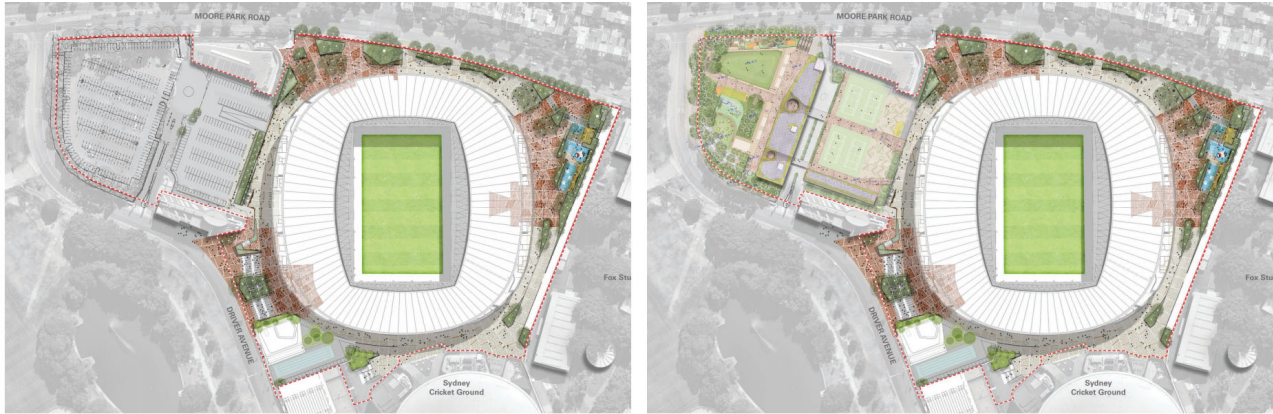 MOORE PARK ROAD
Fox Stu
DRIVER AVENUE
Sydney
Cricket Ground
MOORE PARK ROAD
Fox Stu
DRIVER AVENUE
Sydney
Cricket Ground